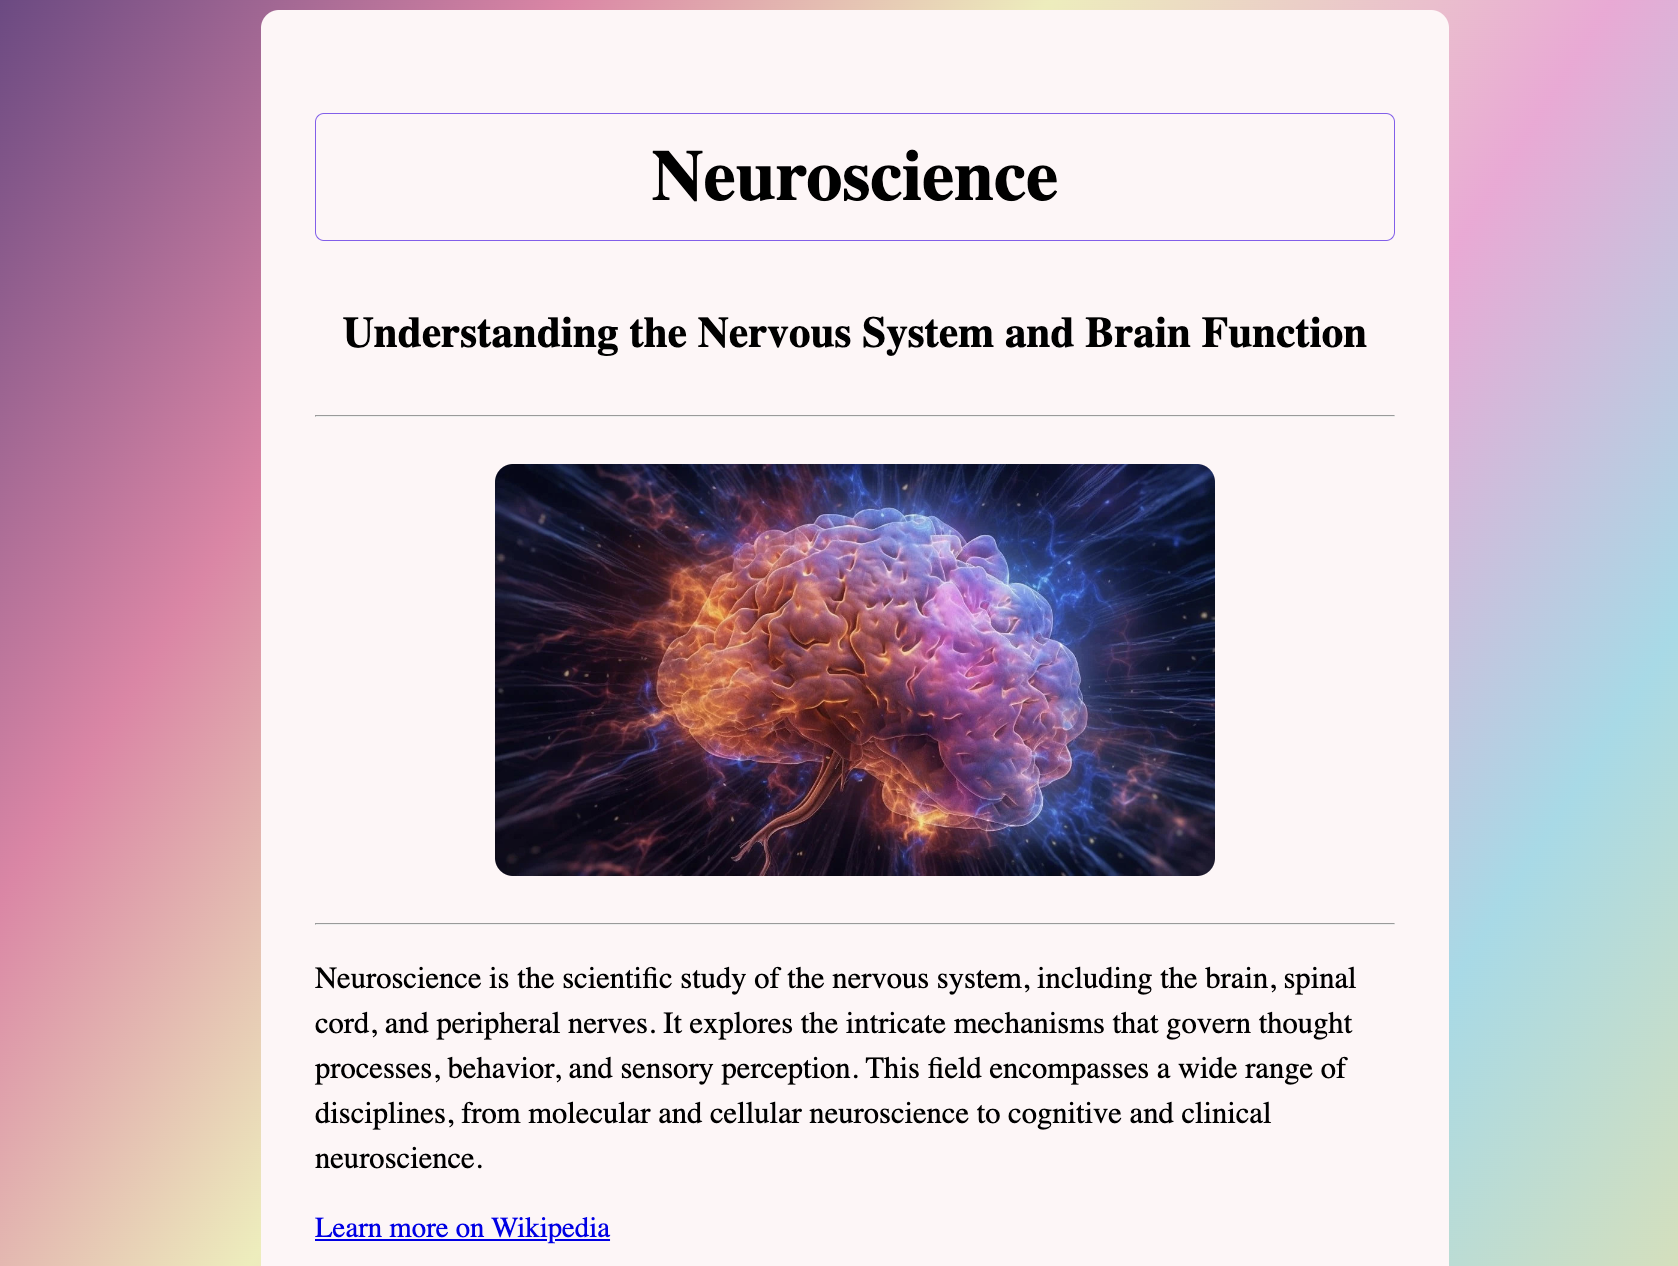 Neuroscience
Understanding the Nervous System and Brain Function
Neuroscience is the scientific study of the nervous system, including the brain, spinal
cord, and peripheral nerves. It explores the intricate mechanisms that govern thought
processes, behavior, and sensory perception. This field encompasses a wide range of
disciplines, from molecular and cellular neuroscience to cognitive and clinical
neuroscience.
Learn more on Wikipedia